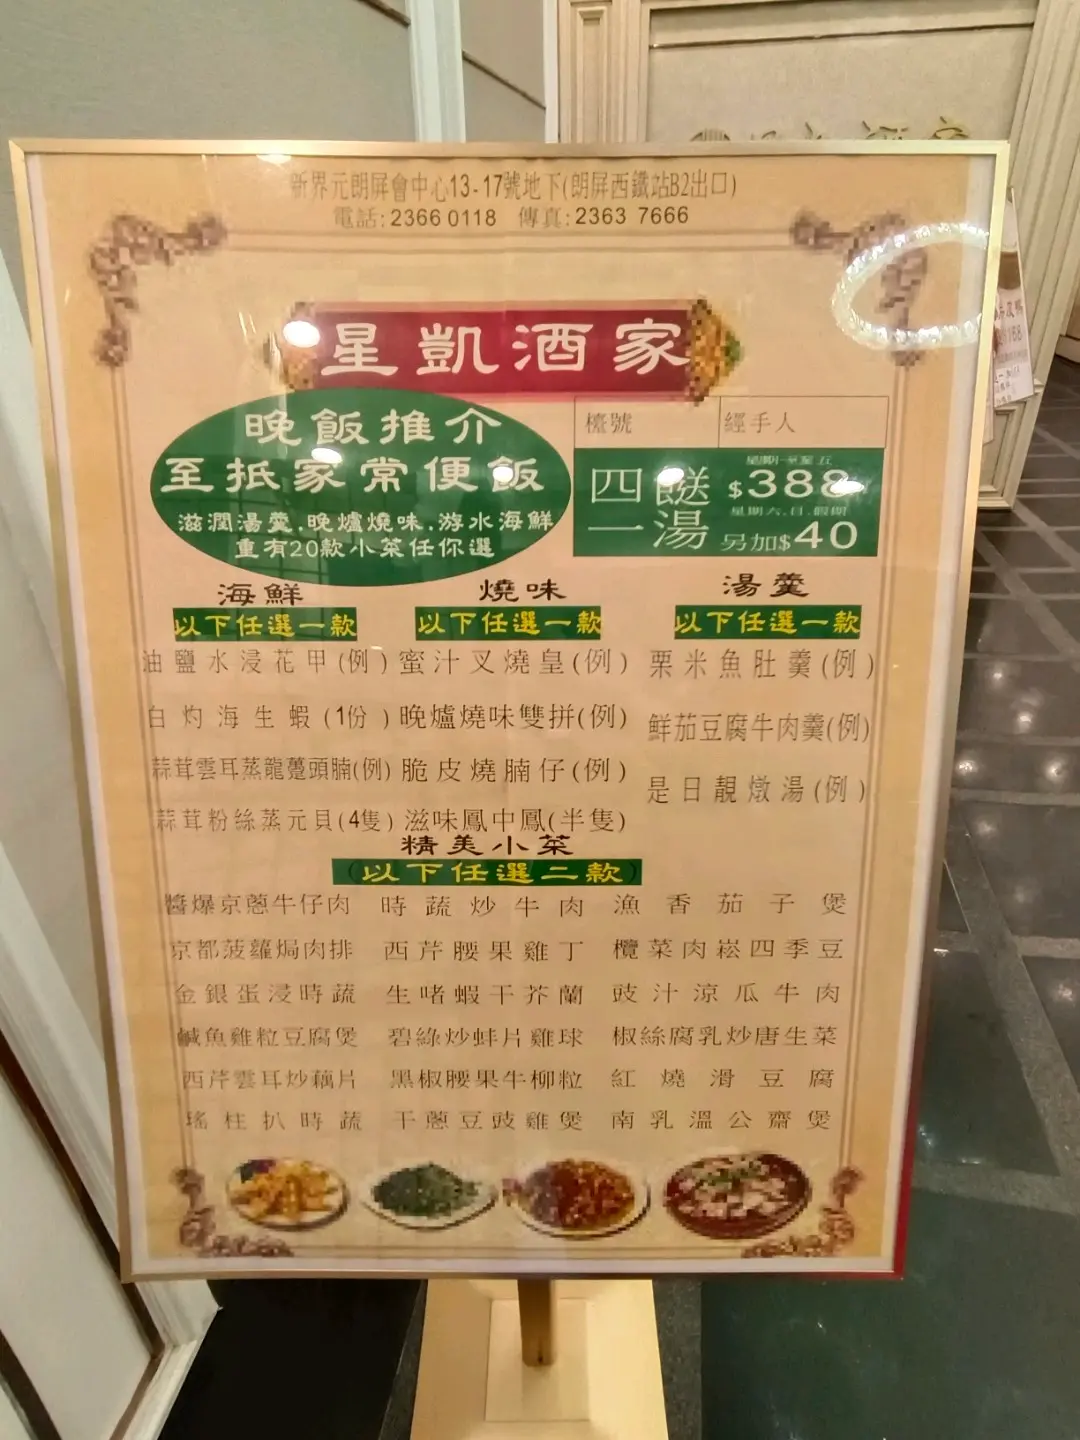 新界元朗屏會中心13-17號地下(朗屏西鐵站B2出口)
電話:2366 0118 傳真:2363 7666
星凱酒家
晚飯推介
至抵家常便飯
滋潤湯羹.晚爐燒味.游水海鮮
重有20款小菜任你選
檯號 經手人
四餸一湯
星期一至五
$388
星期六.日.假期
另加$40
海鮮 燒味 湯羹
以下任選一款 以下任選一款 以下任選一款
油鹽水浸花甲(例) 蜜汁叉燒皇(例) 粟米魚肚羹(例)
白灼海生蝦(1份) 晚爐燒味雙拼(例) 鮮茄豆腐牛肉羹(例)
蒜茸雲耳蒸龍躉頭腩(例) 脆皮燒腩仔(例) 是日靚燉湯(例)
蒜茸粉絲蒸元貝(4隻) 滋味鳳中鳳(半隻)
精美小菜
(以下任選二款)
醬爆京蔥牛仔肉 時蔬炒牛肉 漁香茄子煲
京都菠蘿焗肉排 西芹腰果雞丁 欖菜肉崧四季豆
金銀蛋浸時蔬 生啫蝦干芥蘭 豉汁涼瓜牛肉
鹹魚雞粒豆腐煲 碧綠炒蚌片雞球 椒絲腐乳炒唐生菜
西芹雲耳炒藕片 黑椒腰果牛柳粒 紅燒滑豆腐
瑤柱扒時蔬 干蔥豆豉雞煲 南乳溫公齋煲